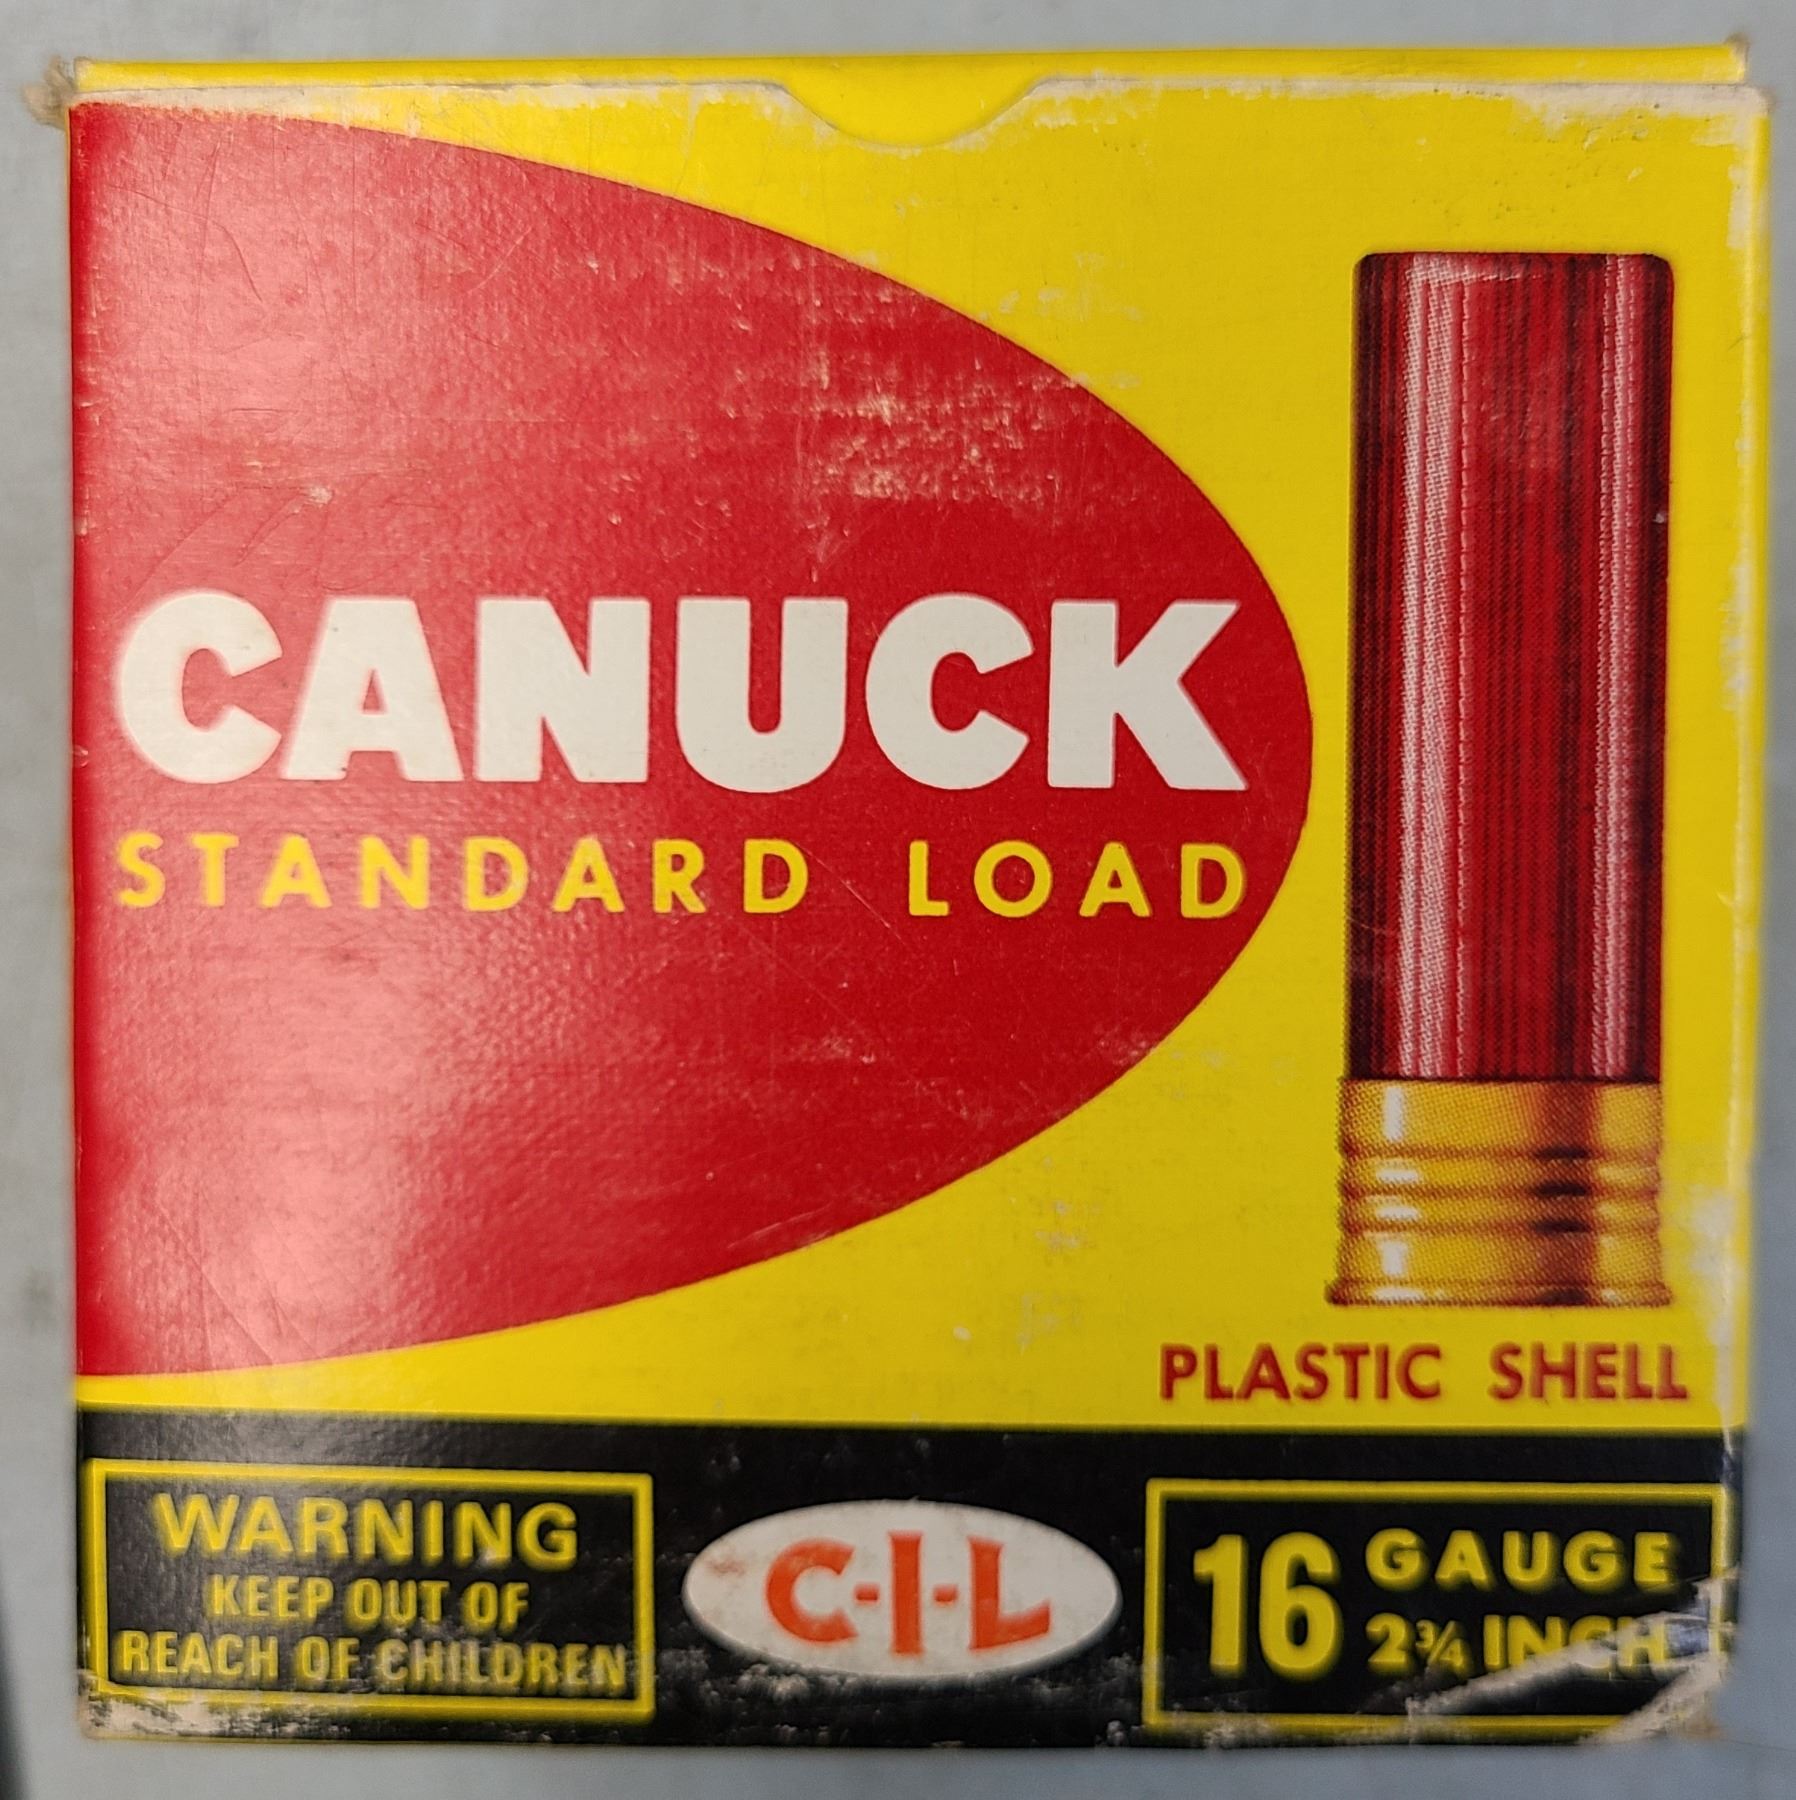 CANUCK
STANDARD LOAD
PLASTIC SHELL
WARNING
KEEP OUT OF
REACH OF CHILDREN
C-I-L
16 GAUGE
2¾ INCH